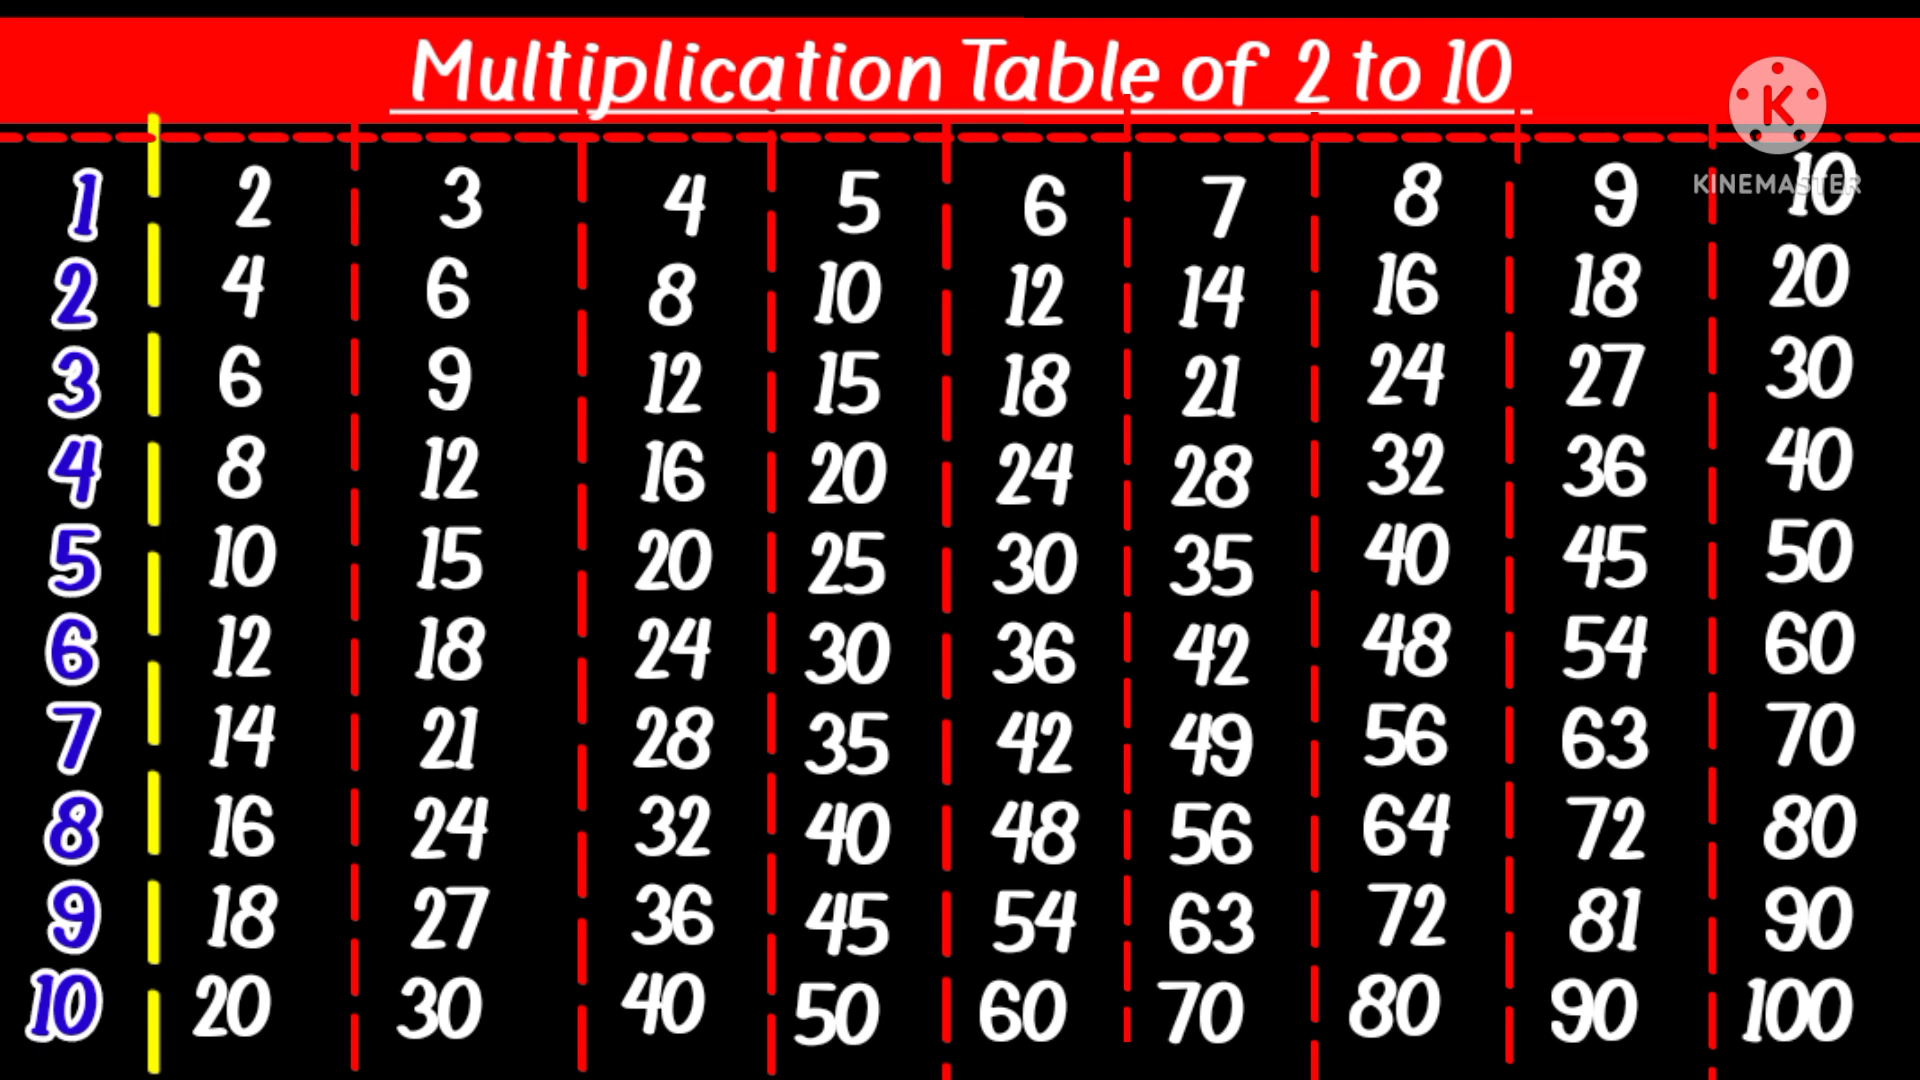 Multiplication Table of 2 to 10
K
KINEMASTER
1 2 3 4 5 6 7 8 9 10
2 4 6 8 10 12 14 16 18 20
3 6 9 12 15 18 21 24 27 30
4 8 12 16 20 24 28 32 36 40
5 10 15 20 25 30 35 40 45 50
6 12 18 24 30 36 42 48 54 60
7 14 21 28 35 42 49 56 63 70
8 16 24 32 40 48 56 64 72 80
9 18 27 36 45 54 63 72 81 90
10 20 30 40 50 60 70 80 90 100